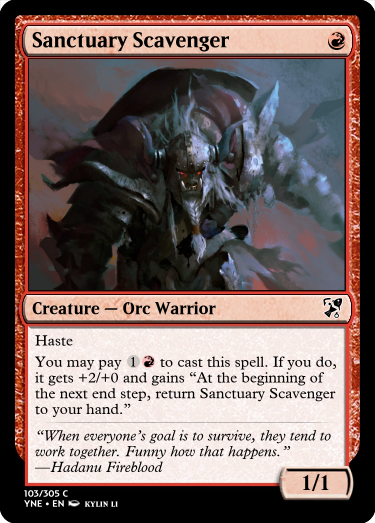 Sanctuary Scavenger
Creature — Orc Warrior
Haste
You may pay 1 to cast this spell. If you do,
it gets +2/+0 and gains “At the beginning of
the next end step, return Sanctuary Scavenger
to your hand.”
“When everyone’s goal is to survive, they tend to
work together. Funny how that happens.”
—Hadanu Fireblood
1/1
103/305 C
YNE • EN KYLIN LI